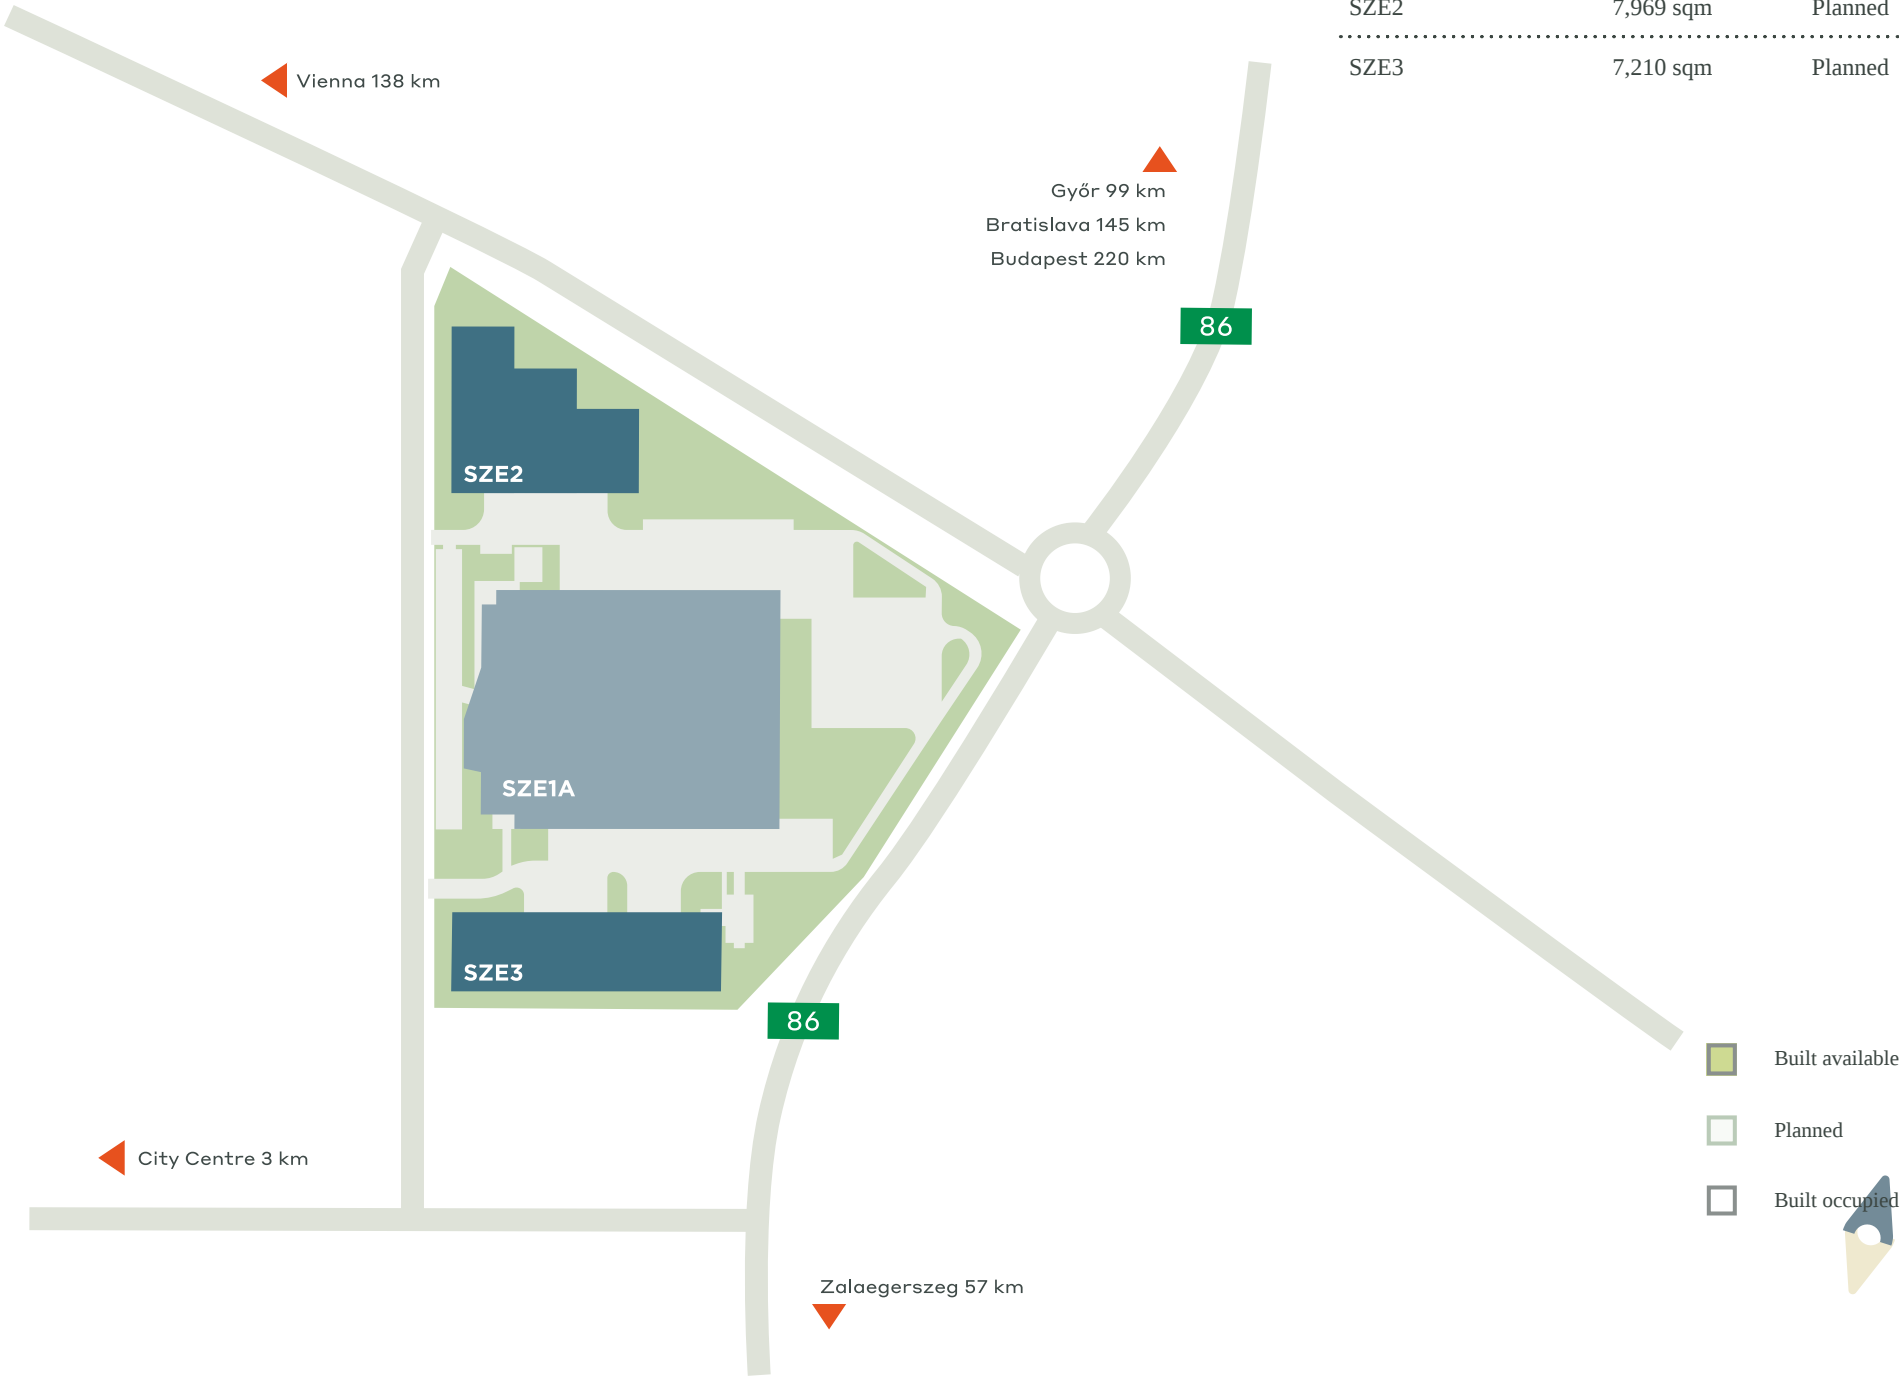 SZE2 7,969 sqm Planned
SZE3 7,210 sqm Planned
Vienna 138 km
Győr 99 km
Bratislava 145 km
Budapest 220 km
86
SZE2
SZE1A
SZE3
86
Built available
Planned
Built occupied
City Centre 3 km
Zalaegerszeg 57 km